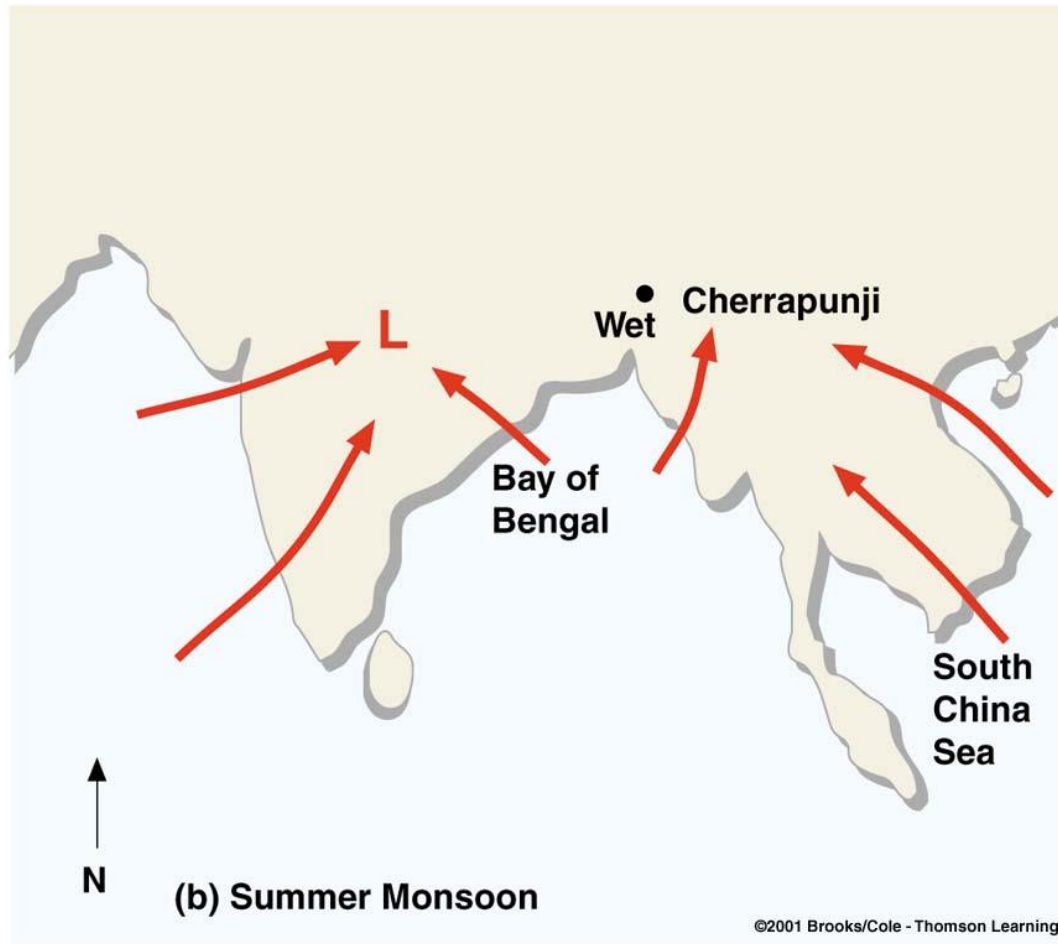 L
Wet
Cherrapunji
Bay of
Bengal
South
China
Sea
N
(b) Summer Monsoon
©2001 Brooks/Cole - Thomson Learning